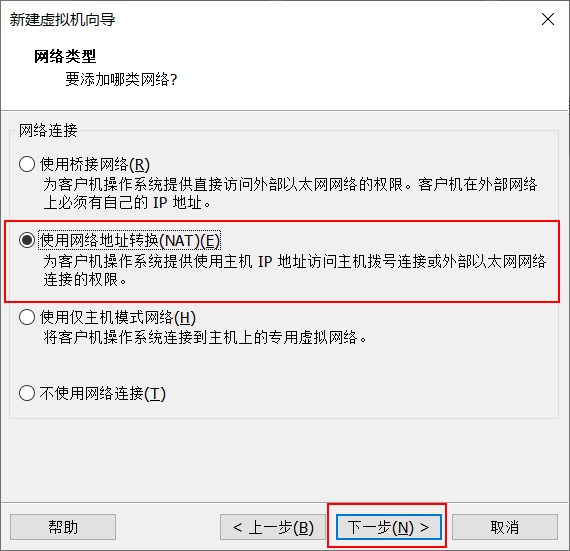 新建虚拟机向导
网络类型
要添加哪类网络?
网络连接
使用桥接网络(R)
为客户机操作系统提供直接访问外部以太网网络的权限。客户机在外部网络
上必须有自己的 IP 地址。
使用网络地址转换(NAT)(E)
为客户机操作系统提供使用主机 IP 地址访问主机拨号连接或外部以太网网络
连接的权限。
使用仅主机模式网络(H)
将客户机操作系统连接到主机上的专用虚拟网络。
不使用网络连接(T)
帮助
< 上一步(B)
下一步(N) >
取消